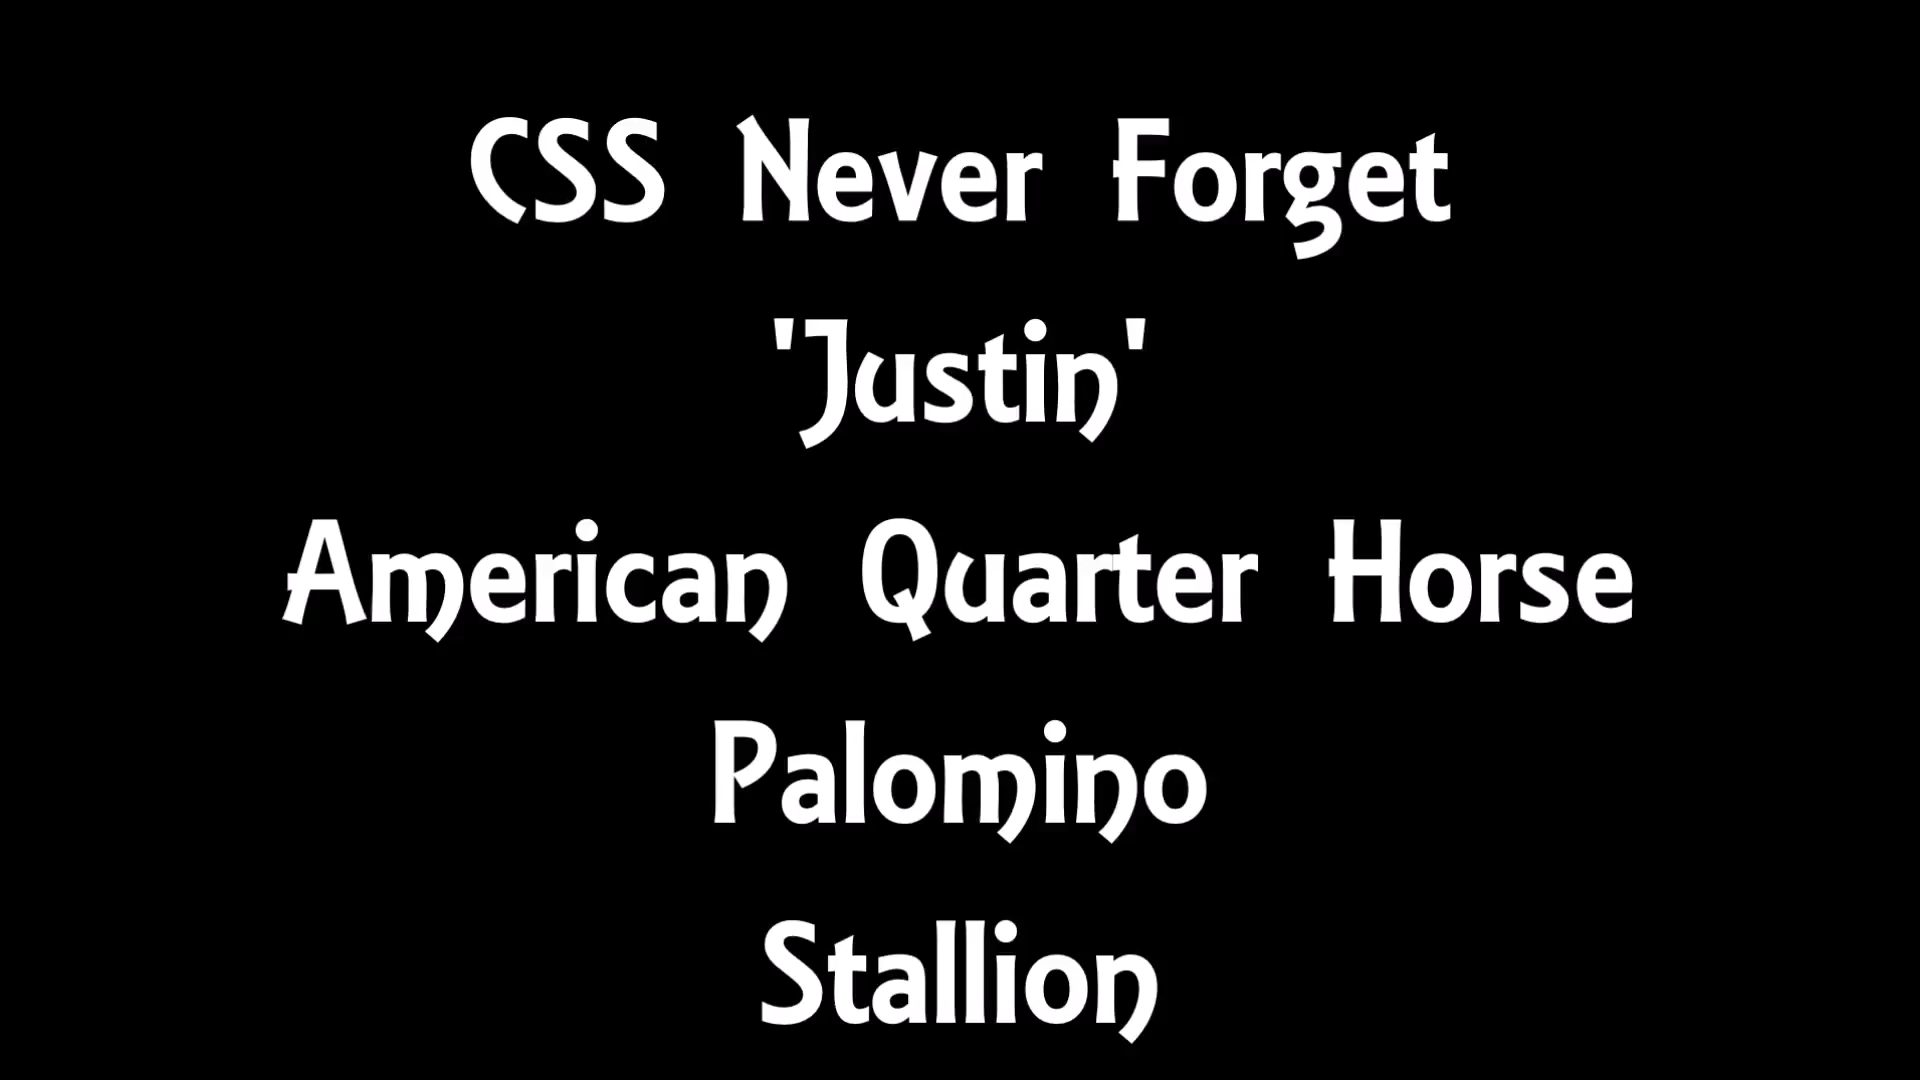 CSS Never Forget
'Justin'
American Quarter Horse
Palomino
Stallion